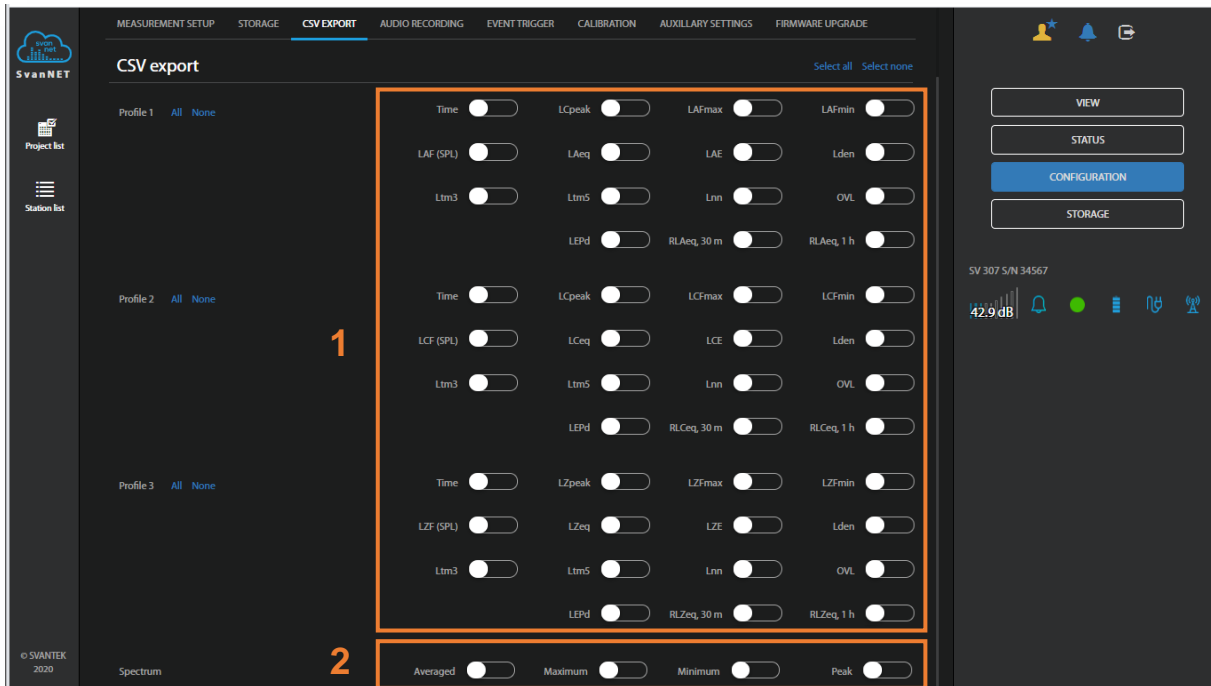 MEASUREMENT SETUP STORAGE CSV EXPORT AUDIO RECORDING EVENT TRIGGER CALIBRATION AUXILLARY SETTINGS FIRMWARE UPGRADE
svan
net
SvanNET
Project list
Station list
© SVANTEK
2020
CSV export Select all Select none
Profile 1 All None
Time LCpeak LAFmax LAFmin
LAF (SPL) LAeq LAE Lden
Ltm3 Ltm5 Lnn OVL
LEPd RLAeq, 30 m RLAeq, 1 h
Profile 2 All None
Time LCpeak LCFmax LCFmin
1
LCF (SPL) LCeq LCE Lden
Ltm3 Ltm5 Lnn OVL
LEPd RLCeq, 30 m RLCeq, 1 h
Profile 3 All None
Time LZpeak LZFmax LZFmin
LZF (SPL) LZeq LZE Lden
Ltm3 Ltm5 Lnn OVL
LEPd RLZeq, 30 m RLZeq, 1 h
Spectrum
2
Averaged Maximum Minimum Peak
VIEW
STATUS
CONFIGURATION
STORAGE
SV 307 S/N 34567
42.9 dB